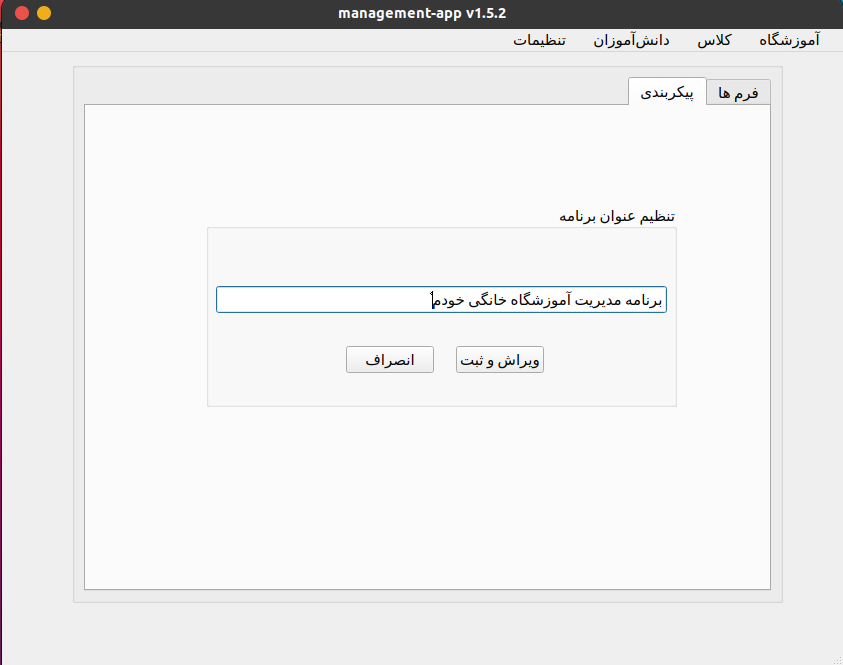 management-app v1.5.2
آموزشگاه کلاس دانش‌آموزان تنظیمات
فرم ها پیکربندی
تنظیم عنوان برنامه
برنامه مدیریت آموزشگاه خانگی خودم
ویراش و ثبت انصراف